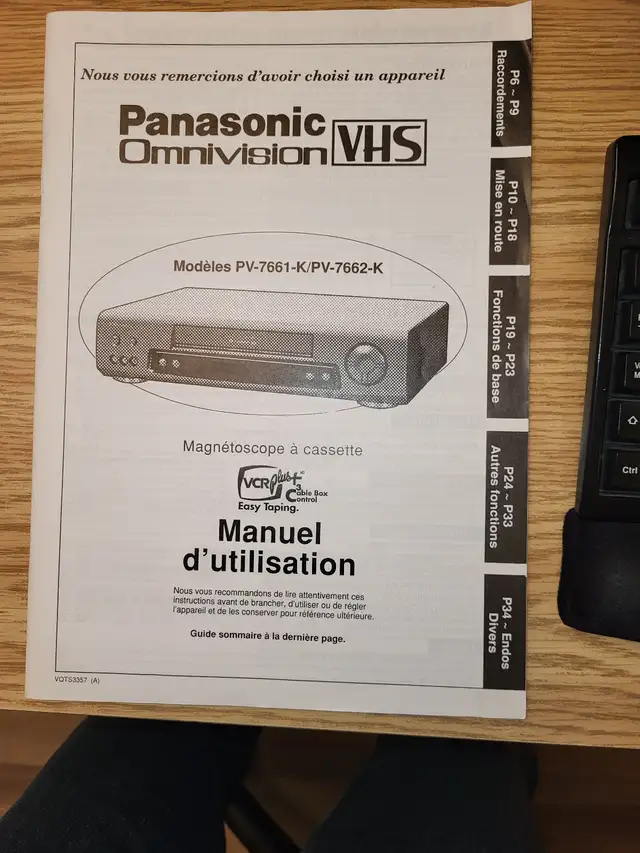 Nous vous remercions d'avoir choisi un appareil
Panasonic
Omnivision VHS
Modèles PV-7661-K/PV-7662-K
Magnétoscope à cassette
VCR Plus+
C3 able Box
ontrol
Easy Taping.
Manuel
d'utilisation
Nous vous recommandons de lire attentivement ces
instructions avant de brancher, d'utiliser ou de régler
l'appareil et de les conserver pour référence ultérieure.
Guide sommaire à la dernière page.
VQTS3357 (A)
P6 ~ P9
Raccordements
P10 ~ P18
Mise en route
P19 ~ P23
Fonctions de base
P24 ~ P33
Autres fonctions
P34 ~ Endos
Divers
Ctrl